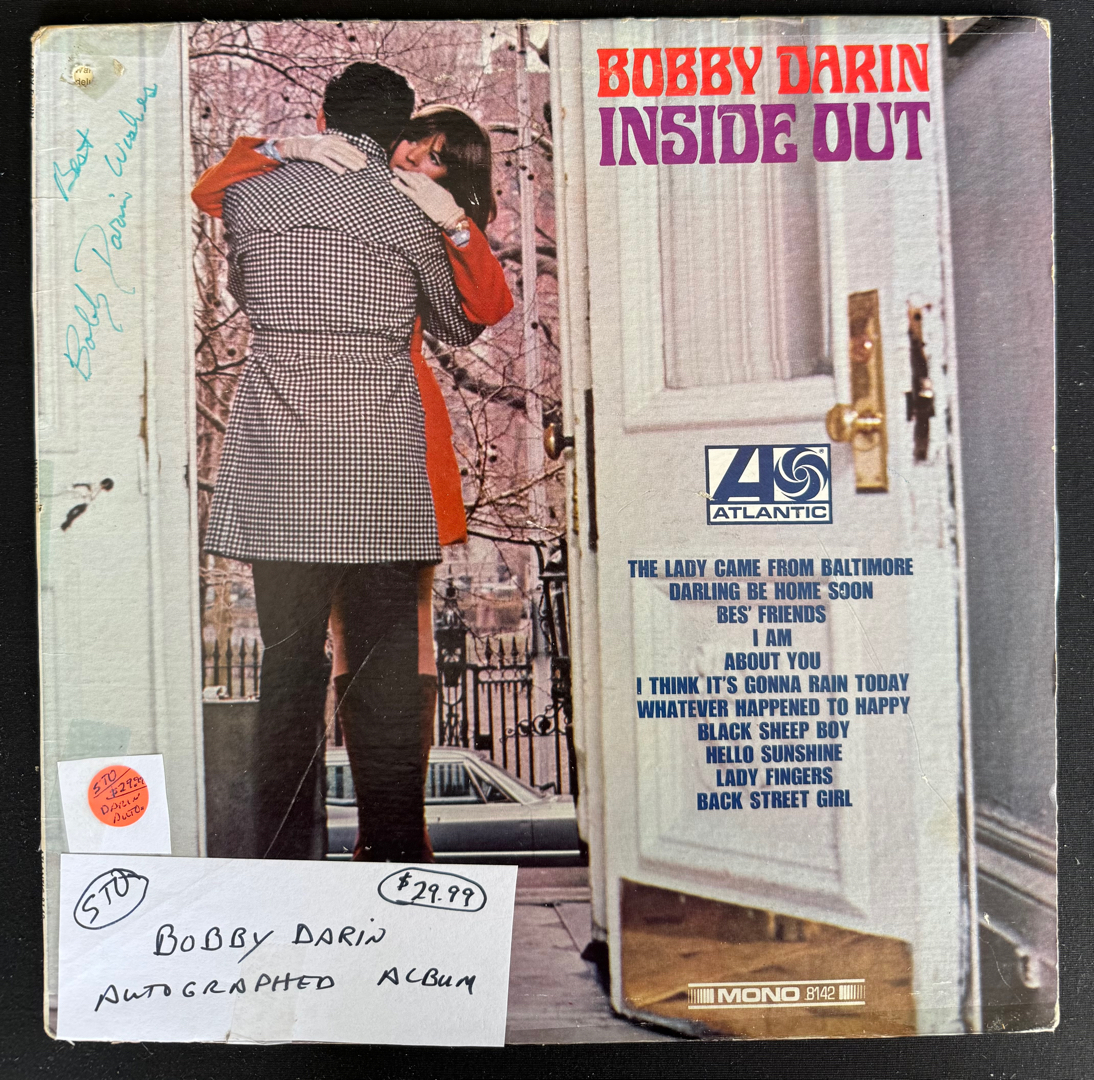 BOBBY DARIN
INSIDE OUT
Best Wishes
Bobby Darin
ATLANTIC
THE LADY CAME FROM BALTIMORE
DARLING BE HOME SOON
BES' FRIENDS
I AM
ABOUT YOU
I THINK IT'S GONNA RAIN TODAY
WHATEVER HAPPENED TO HAPPY
BLACK SHEEP BOY
HELLO SUNSHINE
LADY FINGERS
BACK STREET GIRL
STO
$29.99
DARIN
AUTO.
STO
$29.99
BOBBY DARIN
AUTOGRAPHED ALBUM
MONO 8142